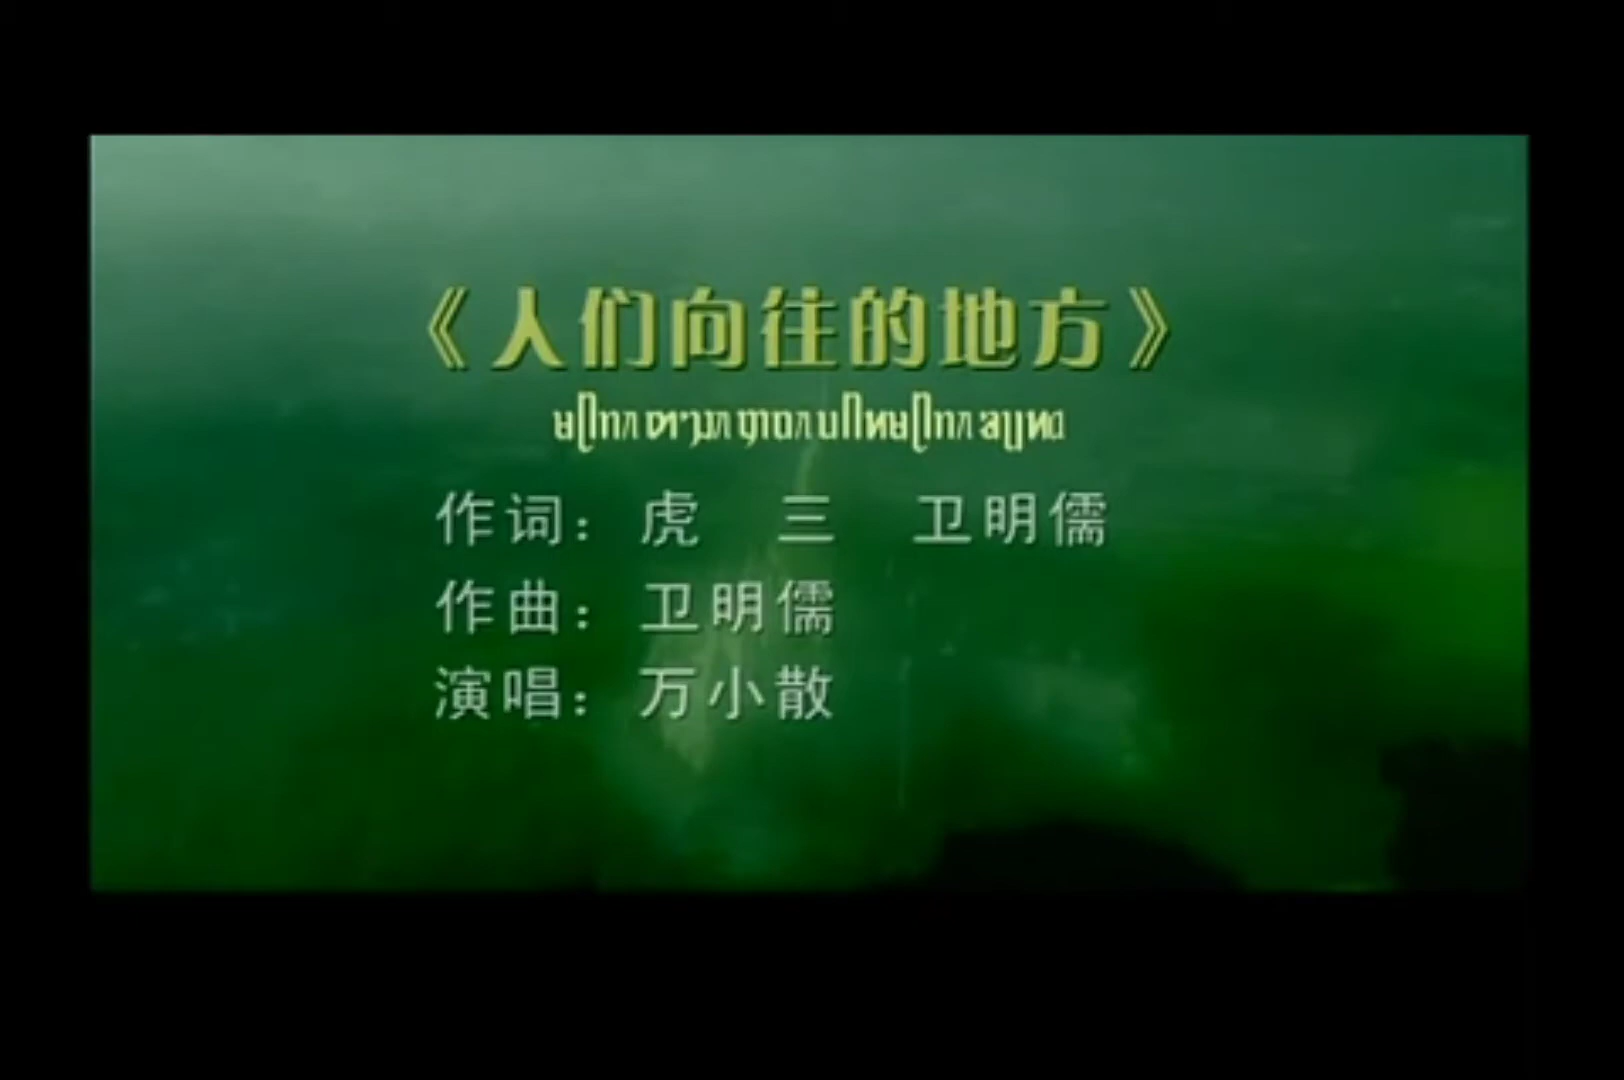 《人们向往的地方》
作词：虎　三　卫明儒
作曲：卫明儒
演唱：万小散